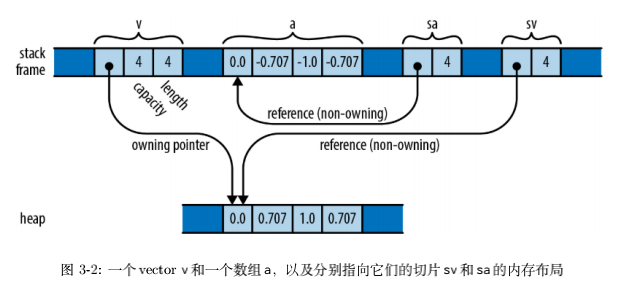 v a sa sv
stack frame 4 4 0.0 -0.707 -1.0 -0.707 4 4
capacity length
reference (non-owning)
owning pointer reference (non-owning)
heap 0.0 0.707 1.0 0.707
图 3-2: 一个 vector v 和一个数组 a，以及分别指向它们的切片 sv 和 sa 的内存布局